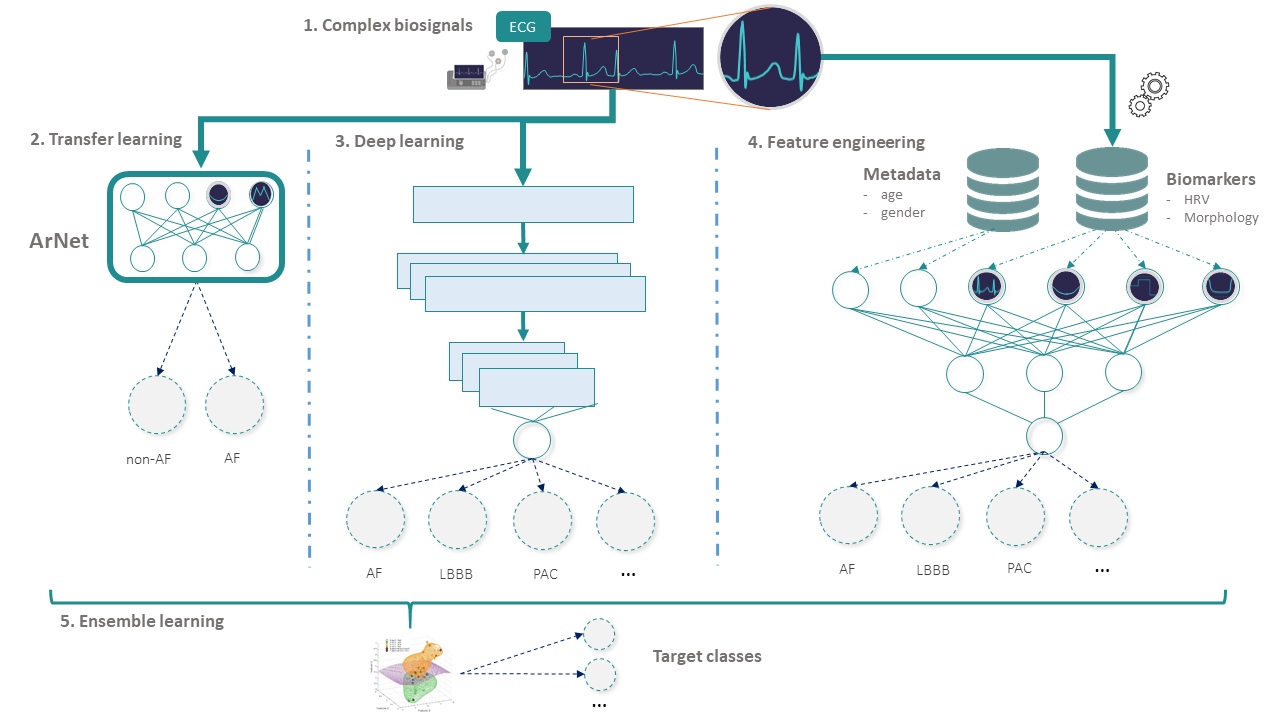 1. Complex biosignals
ECG
2. Transfer learning
3. Deep learning
4. Feature engineering
Metadata
- age
- gender
Biomarkers
- HRV
- Morphology
ArNet
non-AF
AF
AF
LBBB
PAC
...
AF
LBBB
PAC
...
5. Ensemble learning
Target classes
...